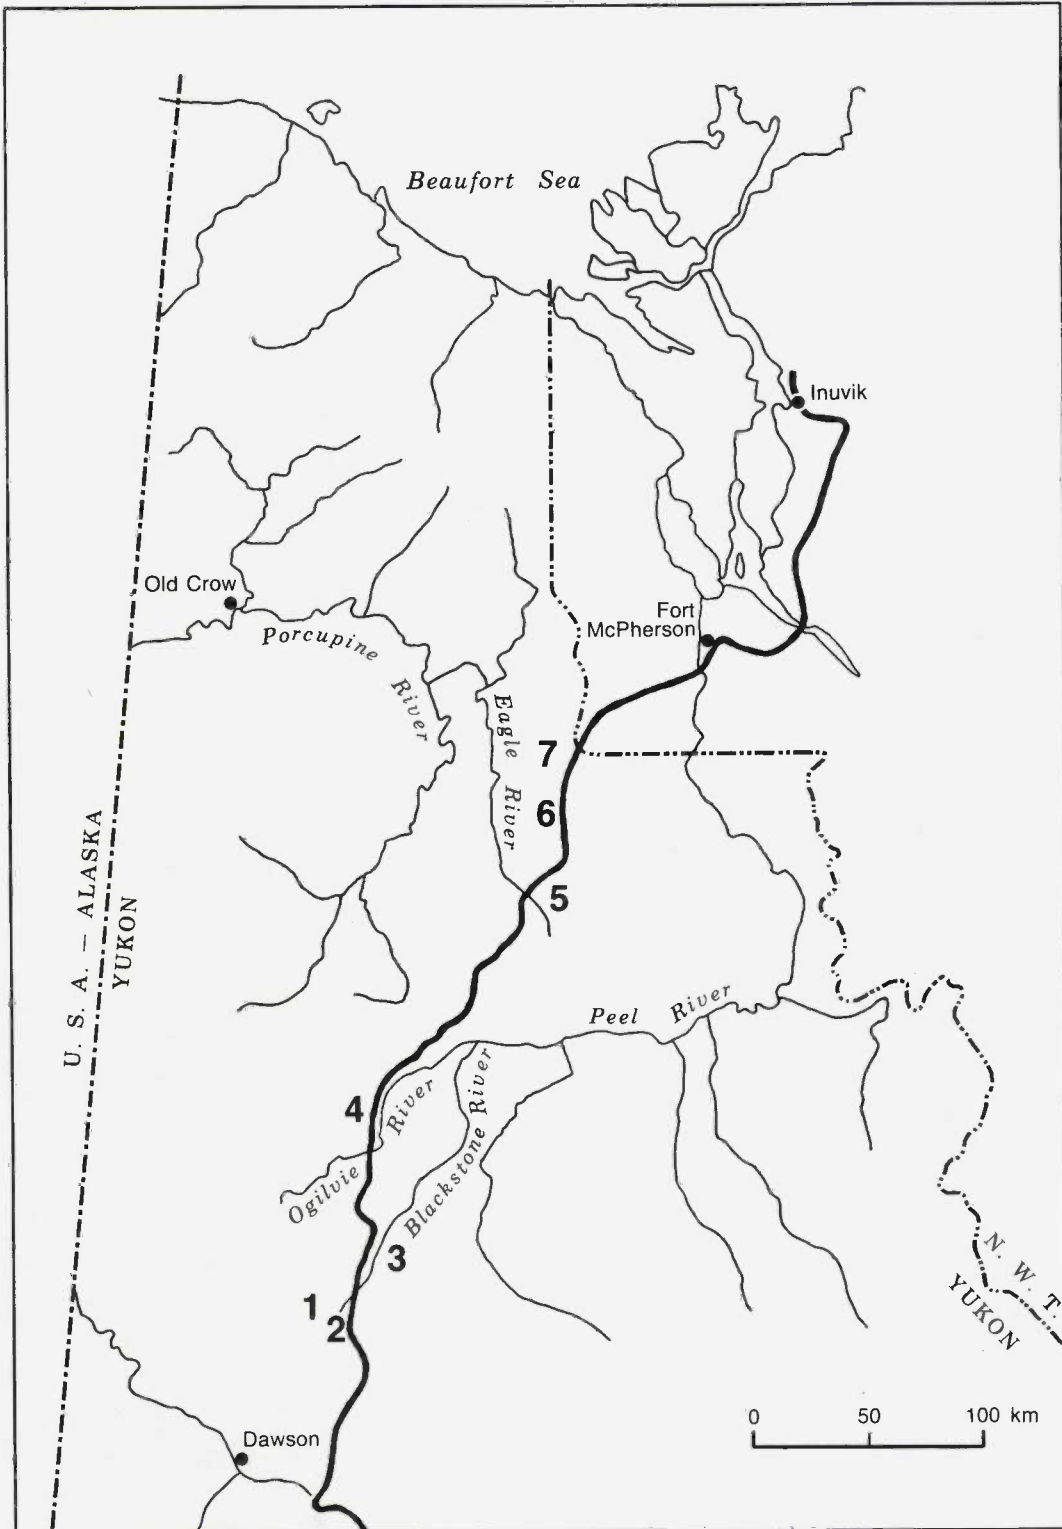 Beaufort Sea
Inuvik
Old Crow
Fort
McPherson
Porcupine
River
Eagle
River
7
6
5
U. S. A. – ALASKA
YUKON
Peel River
4
Ogilvie River
Blackstone River
3
1
2
N. W. T.
YUKON
Dawson
0 50 100 km